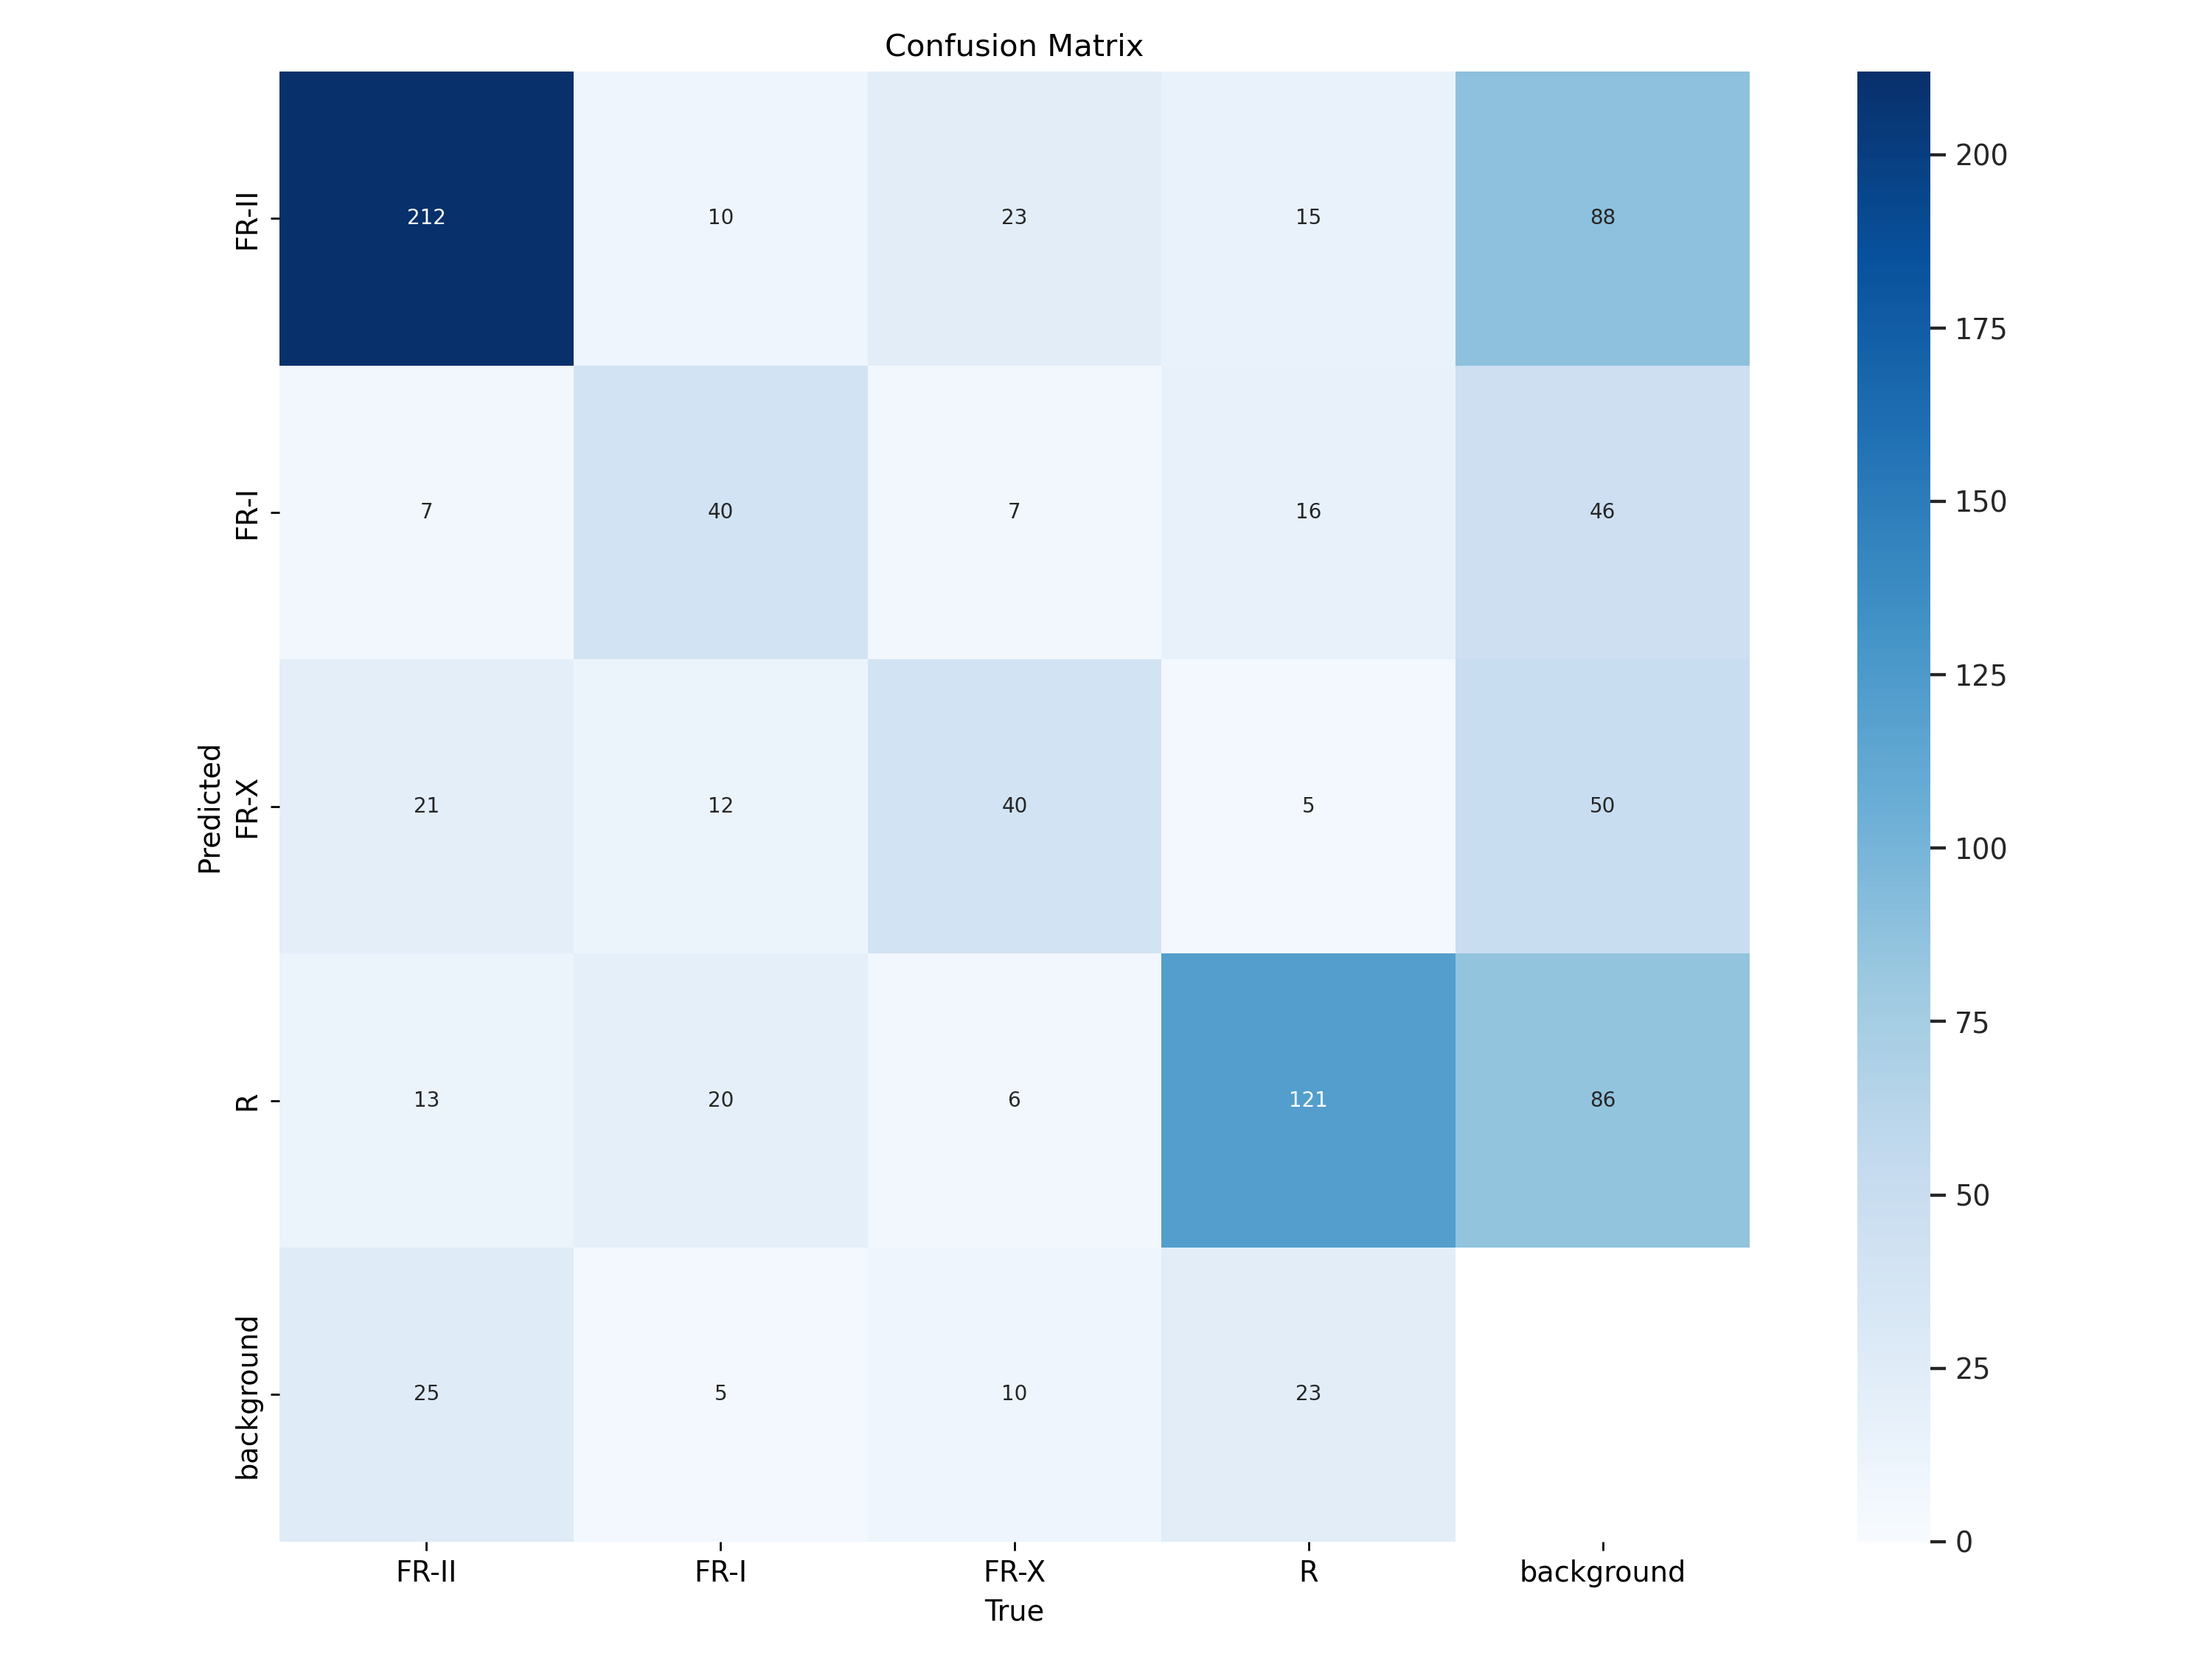 Confusion Matrix
FR-II 212 10 23 15 88
FR-I 7 40 7 16 46
FR-X 21 12 40 5 50
R 13 20 6 121 86
background 25 5 10 23
Predicted
FR-II FR-I FR-X R background
True
200
175
150
125
100
75
50
25
0